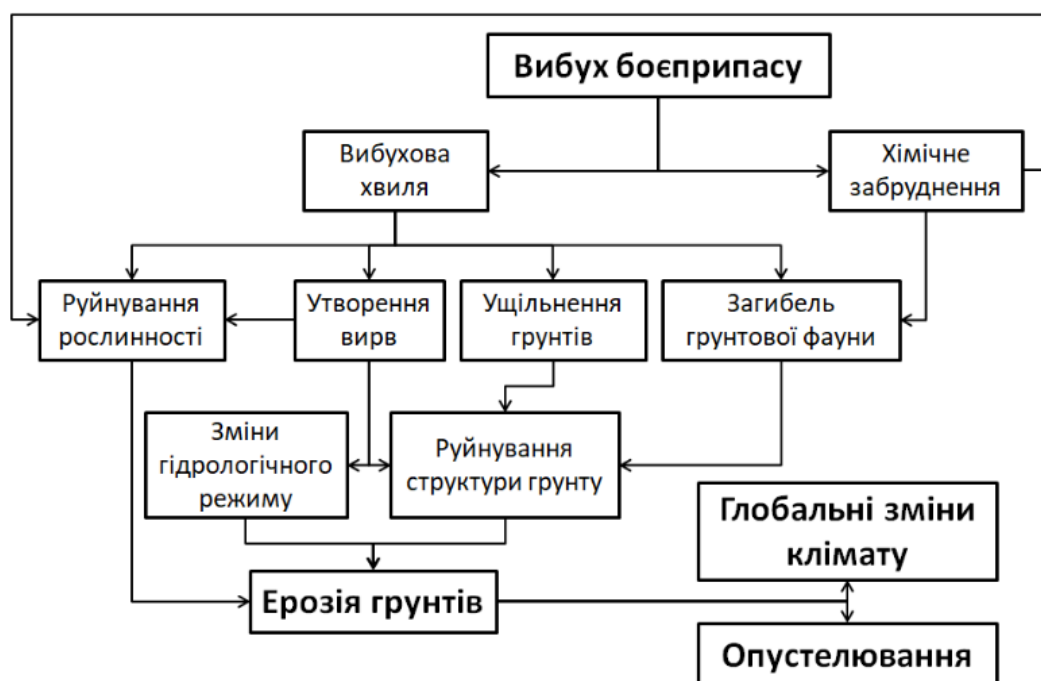 Вибух боєприпасу
Вибухова
хвиля
Хімічне
забруднення
Руйнування
рослинності
Утворення
вирв
Ущільнення
грунтів
Загибель
грунтової фауни
Зміни
гідрологічного
режиму
Руйнування
структури грунту
Глобальні зміни
клімату
Ерозія грунтів
Опустелювання